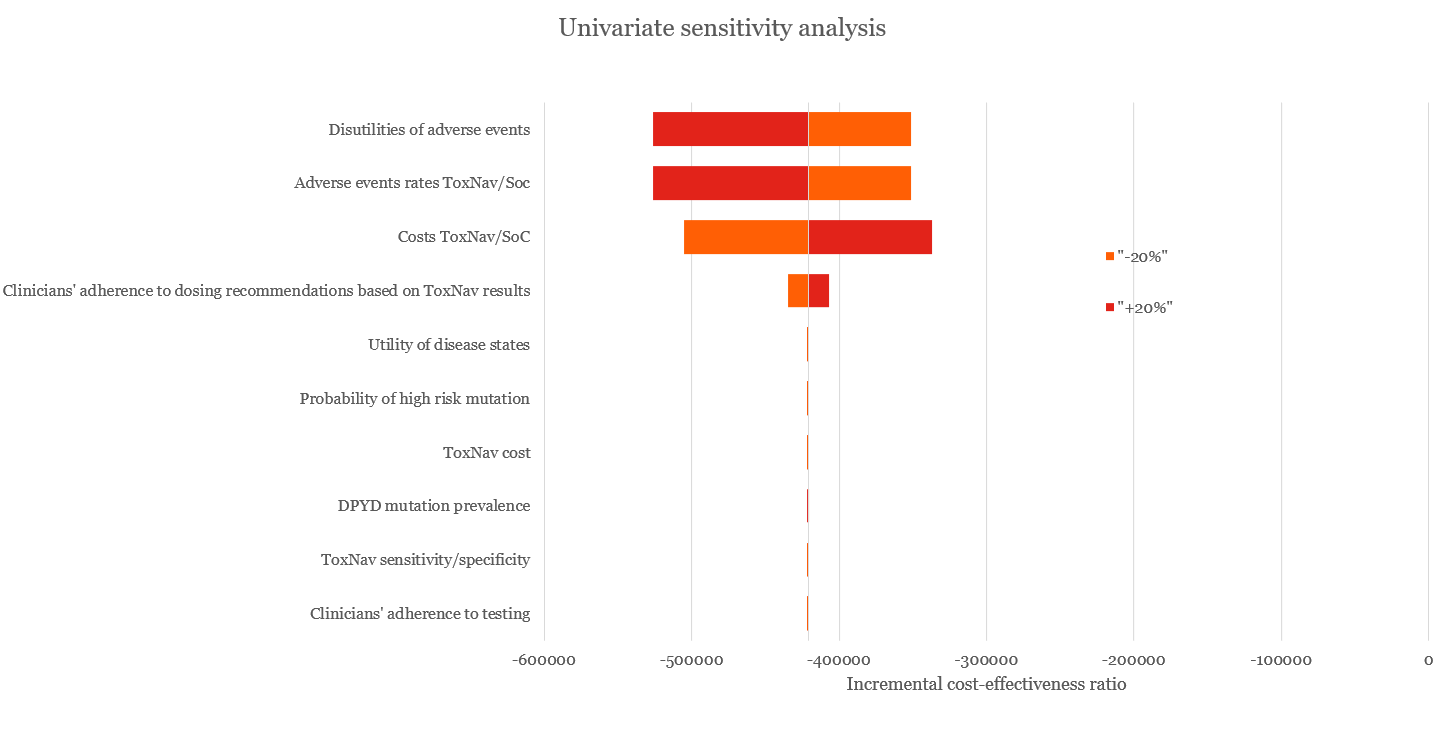 Univariate sensitivity analysis
Disutilities of adverse events
Adverse events rates ToxNav/Soc
Costs ToxNav/SoC
Clinicians' adherence to dosing recommendations based on ToxNav results
Utility of disease states
Probability of high risk mutation
ToxNav cost
DPYD mutation prevalence
ToxNav sensitivity/specificity
Clinicians' adherence to testing
"-20%"
"+20%"
-600000 -500000 -400000 -300000 -200000 -100000 0
Incremental cost-effectiveness ratio